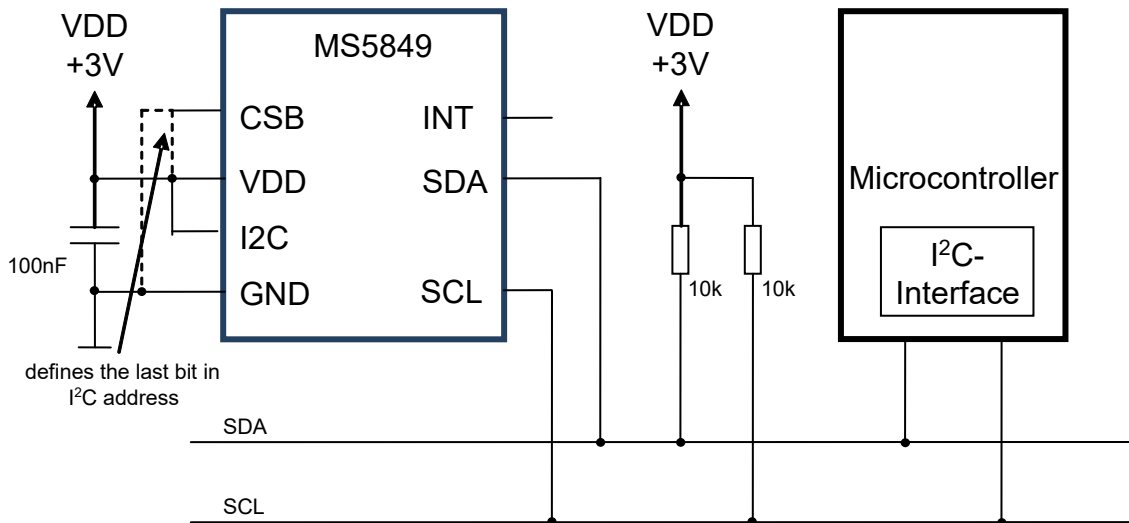 VDD
+3V
MS5849
CSB
VDD
I2C
GND
INT
SDA
SCL
100nF
defines the last bit in
I²C address
VDD
+3V
10k
10k
Microcontroller
I²C-
Interface
SDA
SCL